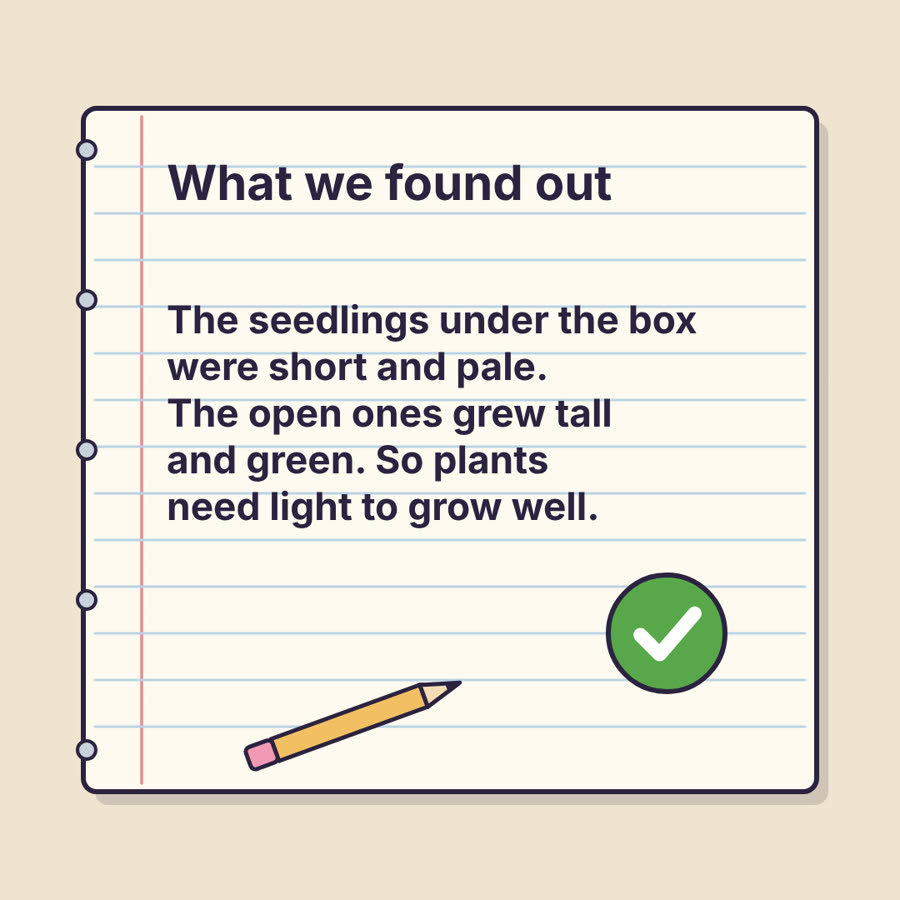 What we found out
The seedlings under the box
were short and pale.
The open ones grew tall
and green. So plants
need light to grow well.